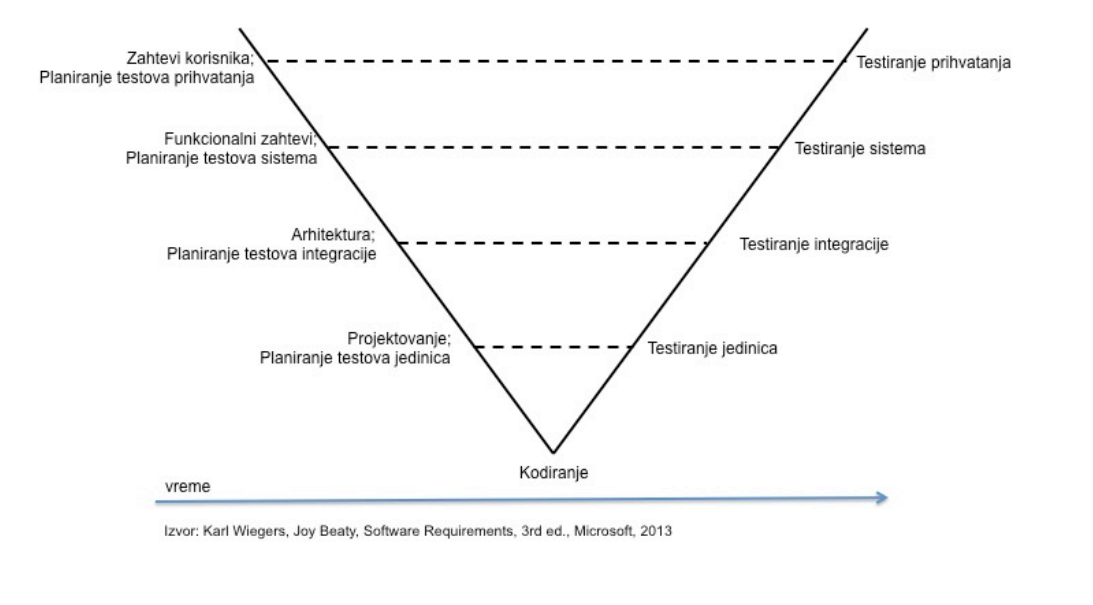 Zahtevi korisnika;
Planiranje testova prihvatanja
Testiranje prihvatanja
Funkcionalni zahtevi;
Planiranje testova sistema
Testiranje sistema
Arhitektura;
Planiranje testova integracije
Testiranje integracije
Projektovanje;
Planiranje testova jedinica
Testiranje jedinica
Kodiranje
vreme
Izvor: Karl Wiegers, Joy Beaty, Software Requirements, 3rd ed., Microsoft, 2013